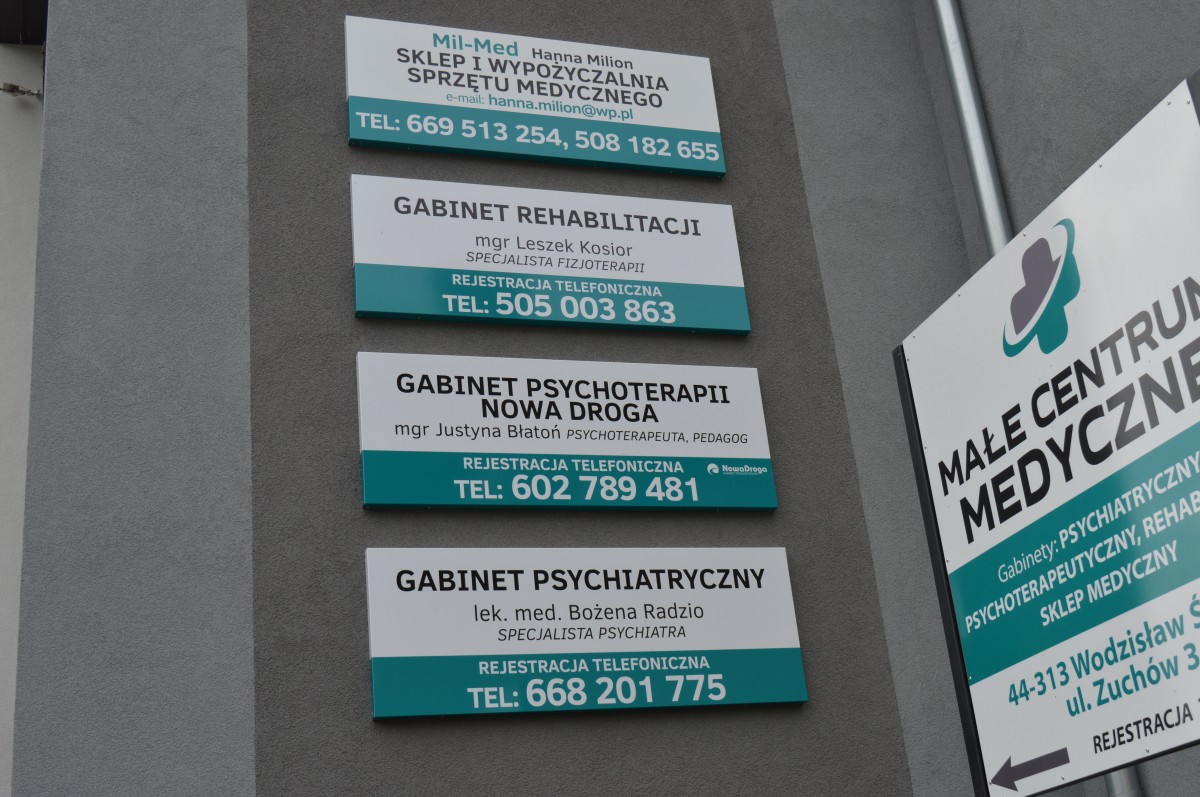 Mil-Med Hanna Milion
SKLEP I WYPOŻYCZALNIA
SPRZĘTU MEDYCZNEGO
e-mail: hanna.milion@wp.pl
TEL: 669 513 254, 508 182 655
GABINET REHABILITACJI
mgr Leszek Kosior
SPECJALISTA FIZJOTERAPII
REJESTRACJA TELEFONICZNA
TEL: 505 003 863
GABINET PSYCHOTERAPII
NOWA DROGA
mgr Justyna Błatoń PSYCHOTERAPEUTA, PEDAGOG
REJESTRACJA TELEFONICZNA
NowaDroga
TEL: 602 789 481
GABINET PSYCHIATRYCZNY
lek. med. Bożena Radzio
SPECJALISTA PSYCHIATRA
REJESTRACJA TELEFONICZNA
TEL: 668 201 775
MAŁE CENTRUM
MEDYCZNE
Gabinety: PSYCHIATRYCZNY
PSYCHOTERAPEUTYCZNY, REHAB
SKLEP MEDYCZNY
44-313 Wodzisław Ś
ul. Zuchów 3
REJESTRACJA